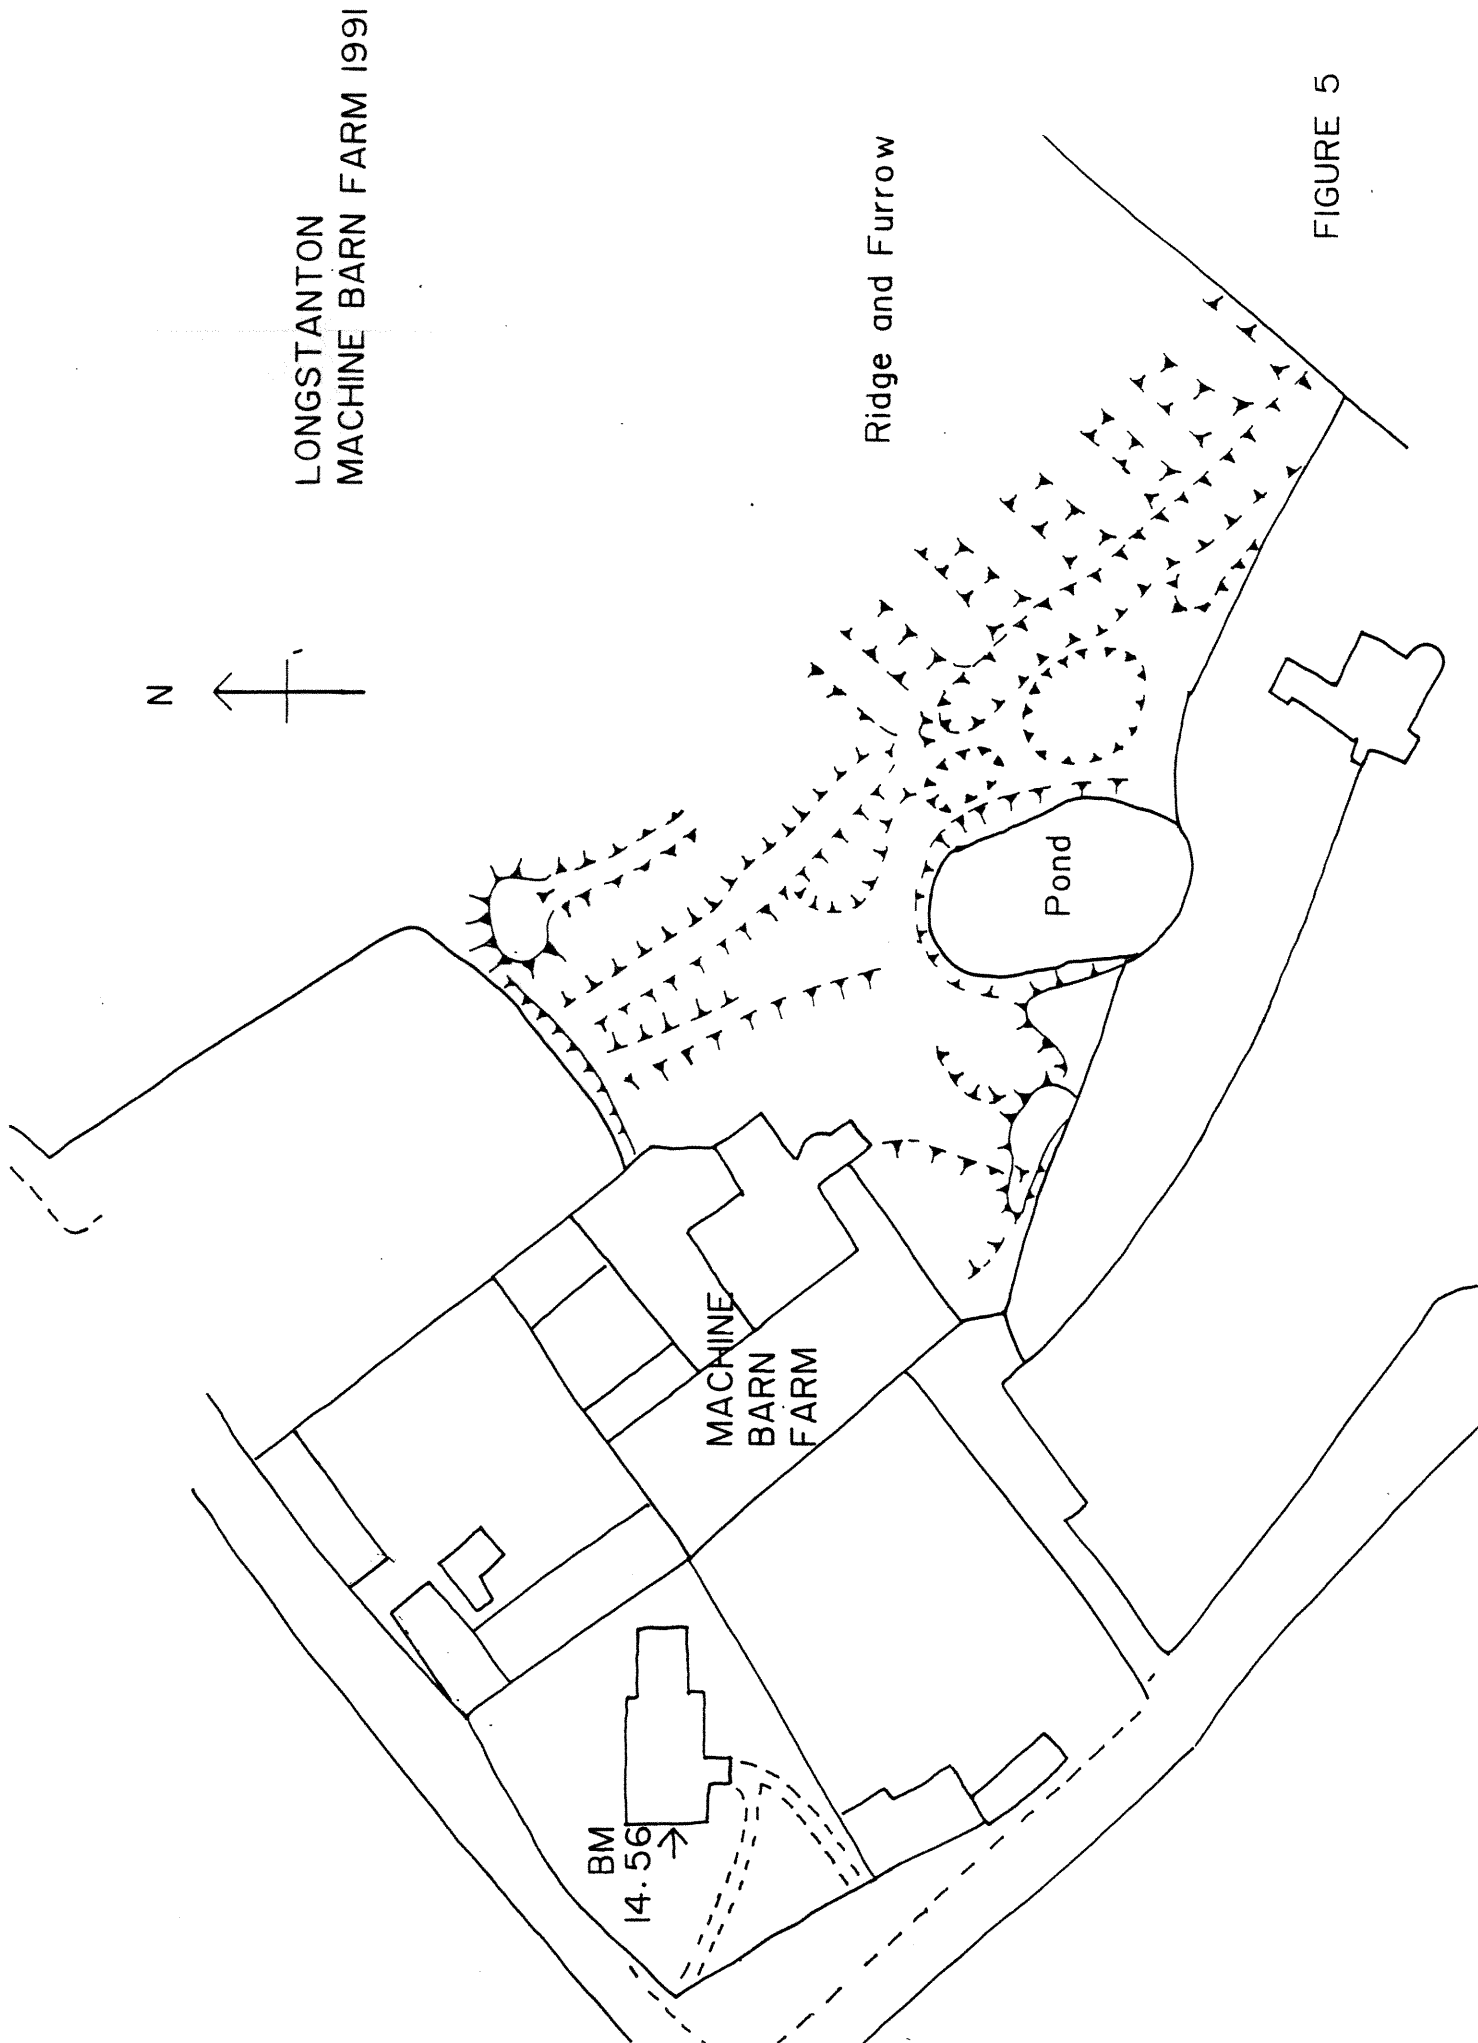 LONGSTANTON
MACHINE BARN FARM 1991
N
Ridge and Furrow
Pond
MACHINE
BARN
FARM
BM
14.56
FIGURE 5